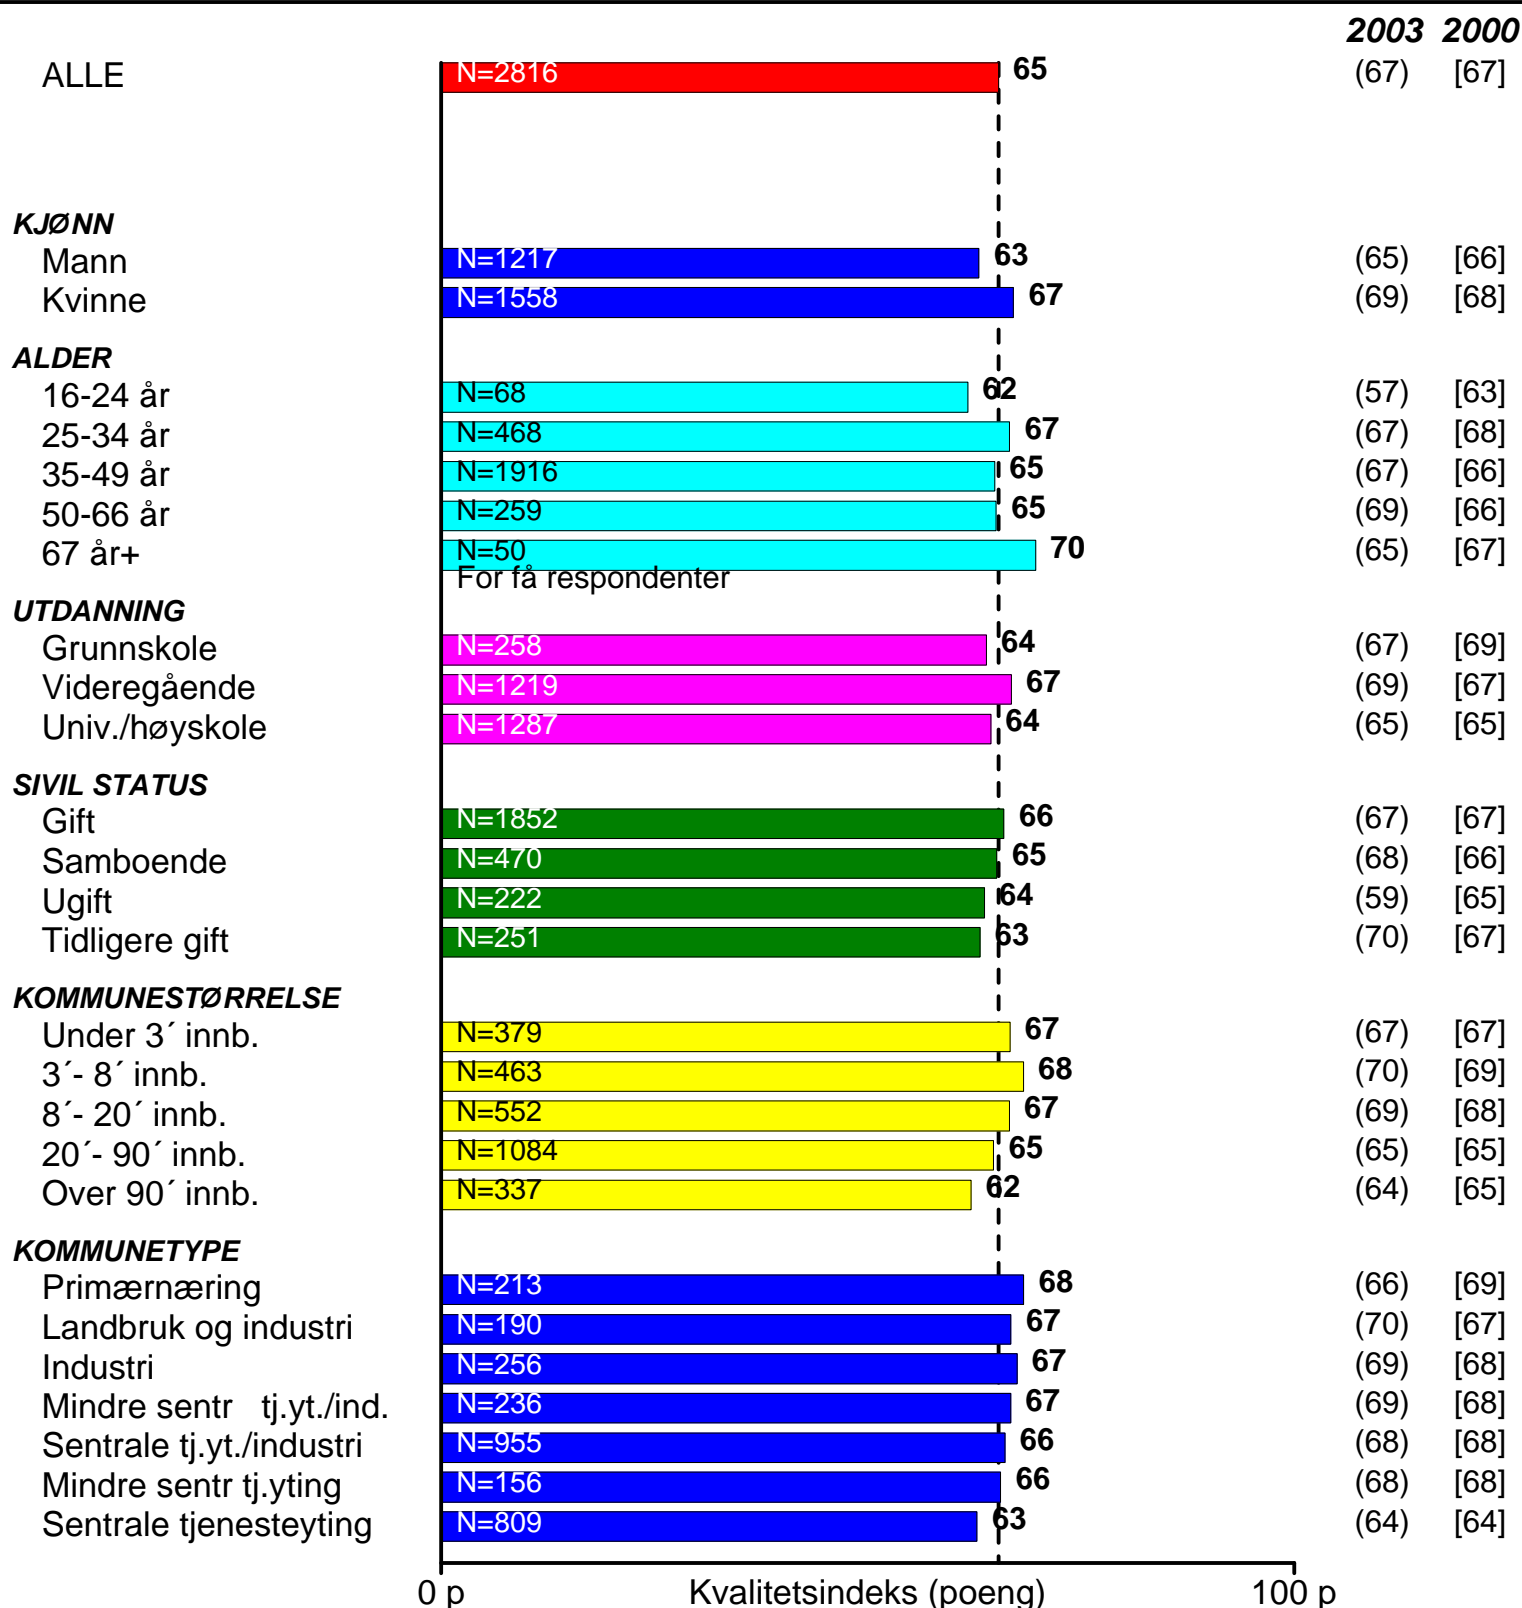 2003 2000
ALLE N=2816 65 (67) [67]
KJØNN
Mann N=1217 63 (65) [66]
Kvinne N=1558 67 (69) [68]
ALDER
16-24 år N=68 62 (57) [63]
25-34 år N=468 67 (67) [68]
35-49 år N=1916 65 (67) [66]
50-66 år N=259 65 (69) [66]
67 år+ N=50 70 (65) [67]
For få respondenter
UTDANNING
Grunnskole N=258 64 (67) [69]
Videregående N=1219 67 (69) [67]
Univ./høyskole N=1287 64 (65) [65]
SIVIL STATUS
Gift N=1852 66 (67) [67]
Samboende N=470 65 (68) [66]
Ugift N=222 64 (59) [65]
Tidligere gift N=251 63 (70) [67]
KOMMUNESTØRRELSE
Under 3´ innb. N=379 67 (67) [67]
3´- 8´ innb. N=463 68 (70) [69]
8´- 20´ innb. N=552 67 (69) [68]
20´- 90´ innb. N=1084 65 (65) [65]
Over 90´ innb. N=337 62 (64) [65]
KOMMUNETYPE
Primærnæring N=213 68 (66) [69]
Landbruk og industri N=190 67 (70) [67]
Industri N=256 67 (69) [68]
Mindre sentr tj.yt./ind. N=236 67 (69) [68]
Sentrale tj.yt./industri N=955 66 (68) [68]
Mindre sentr tj.yting N=156 66 (68) [68]
Sentrale tjenesteyting N=809 63 (64) [64]
0 p Kvalitetsindeks (poeng) 100 p